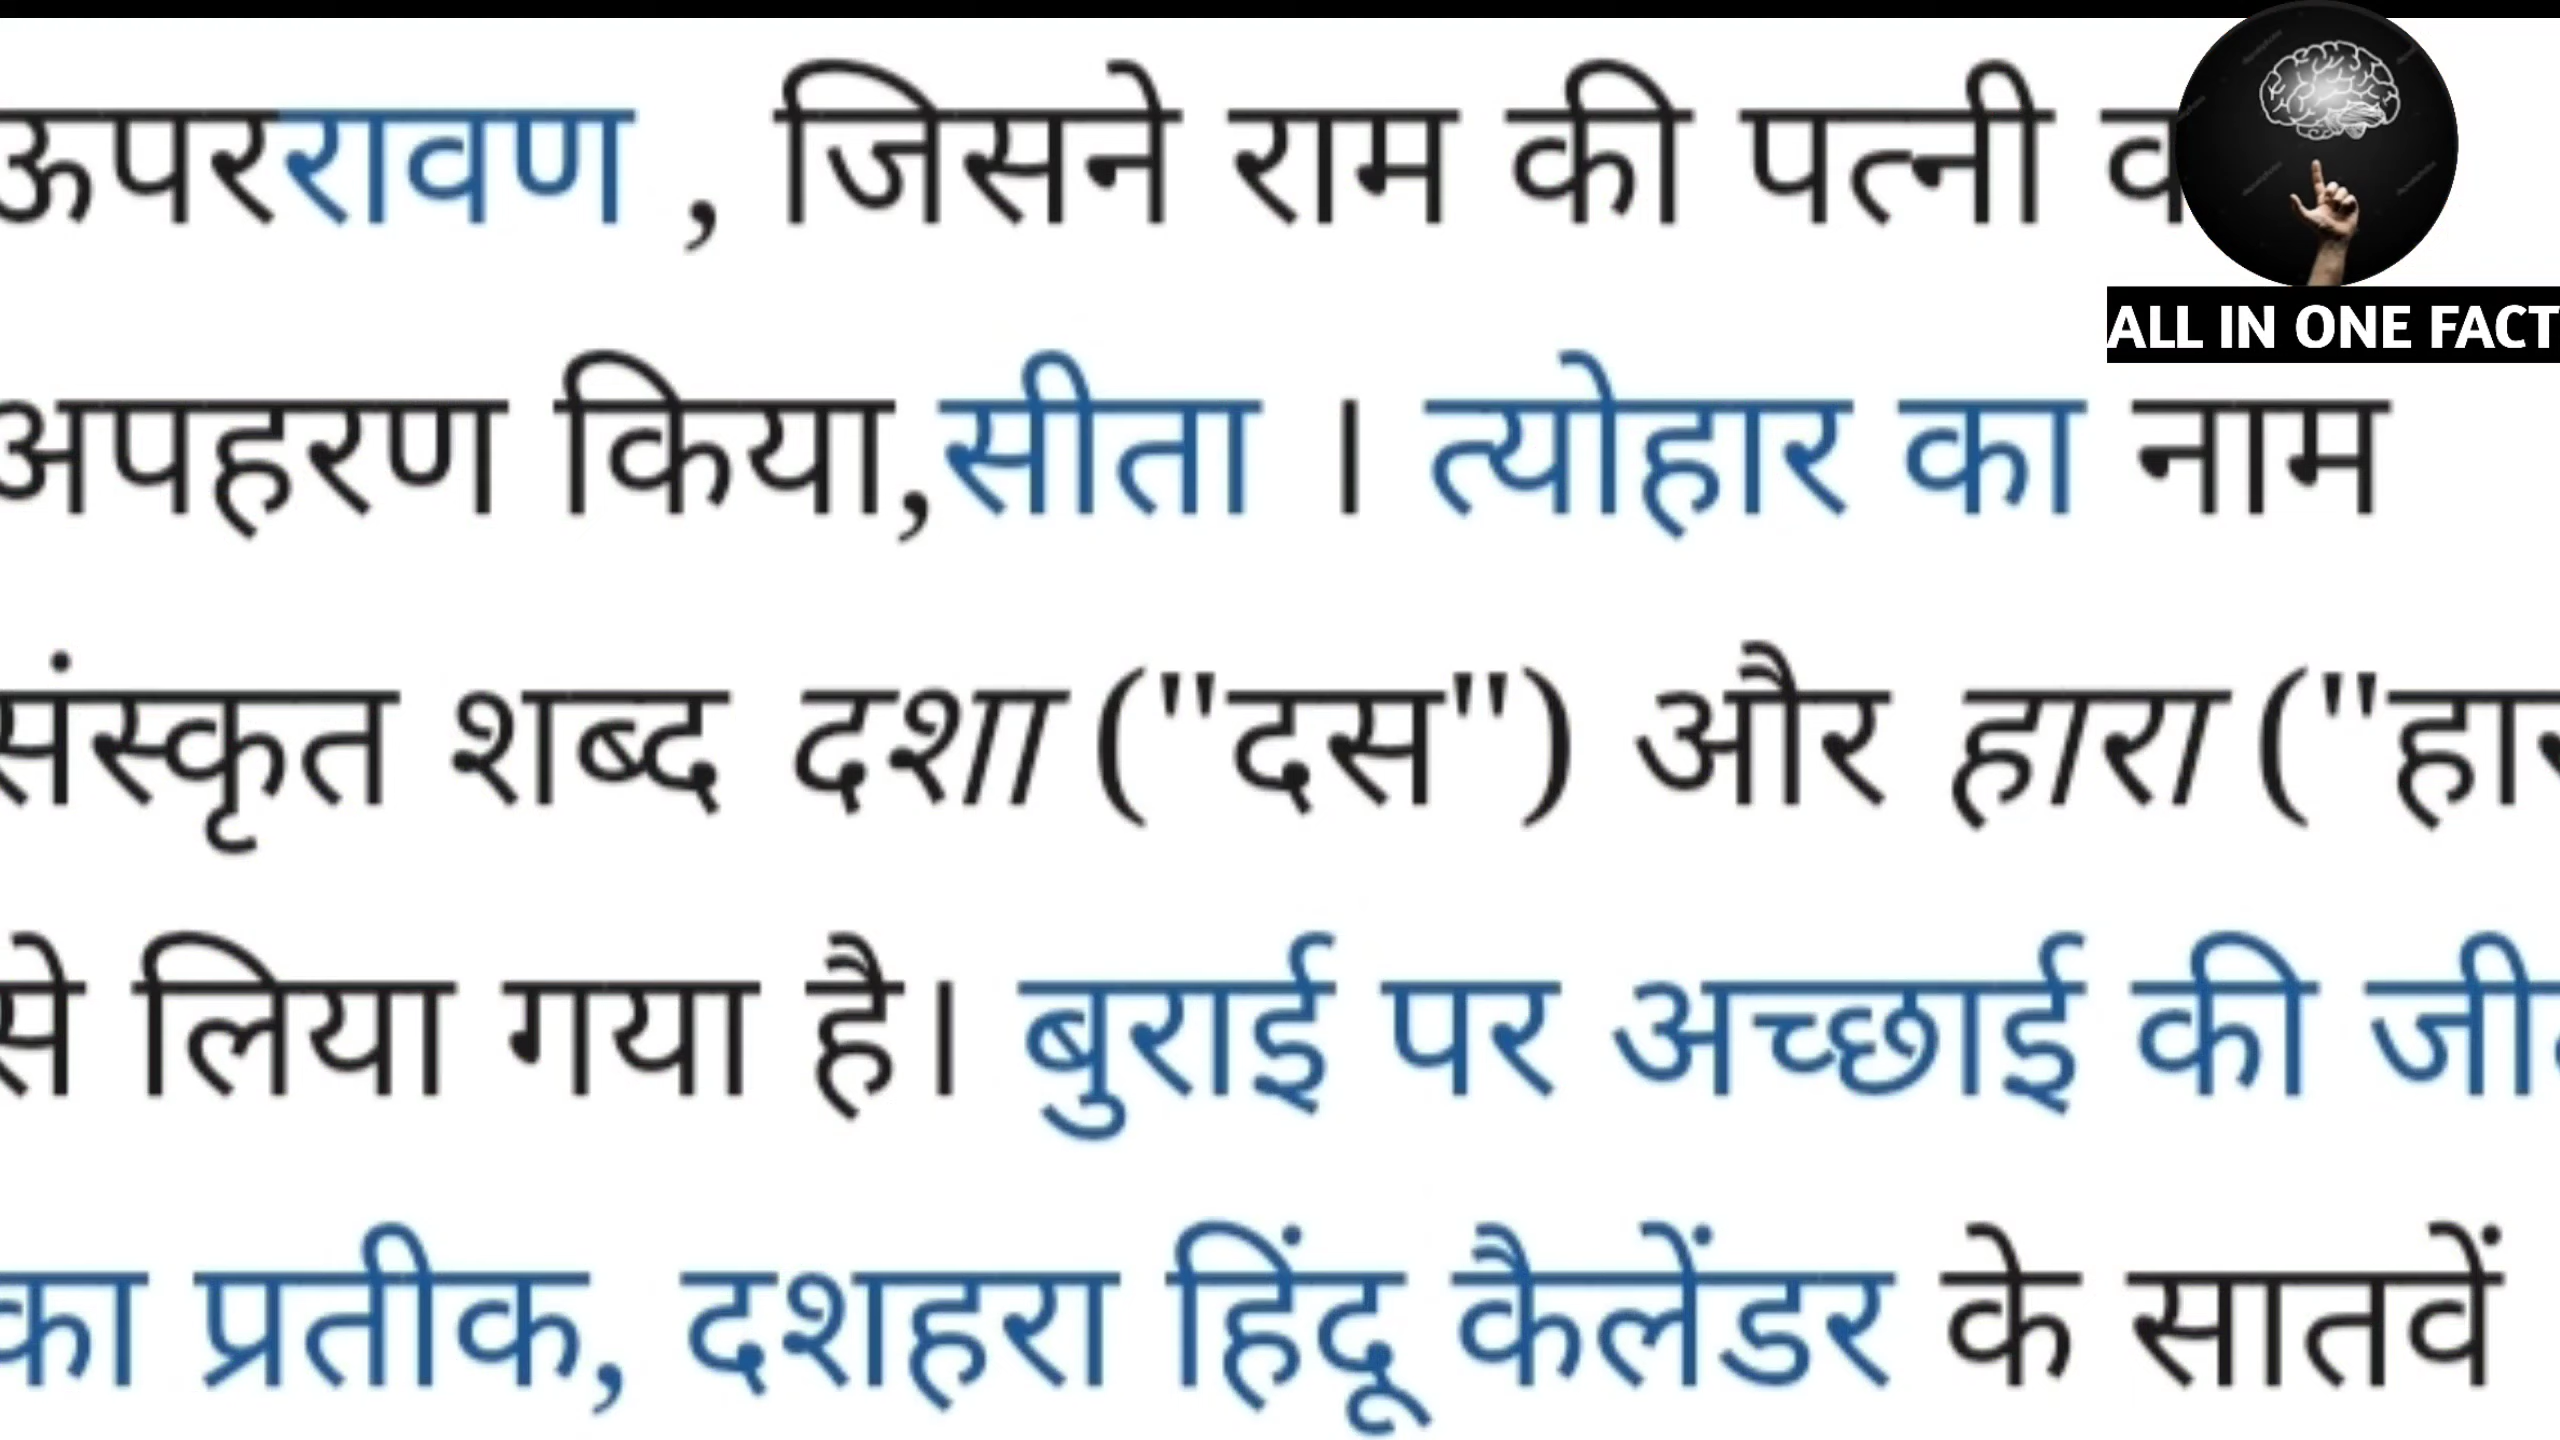 ऊपररावण , जिसने राम की पत्नी
ALL IN ONE FACT
अपहरण किया,सीता । त्योहार का नाम
संस्कृत शब्द दशा ("दस") और हारा ("हार
से लिया गया है। बुराई पर अच्छाई की
का प्रतीक, दशहरा हिंदू कैलेंडर के सातवें